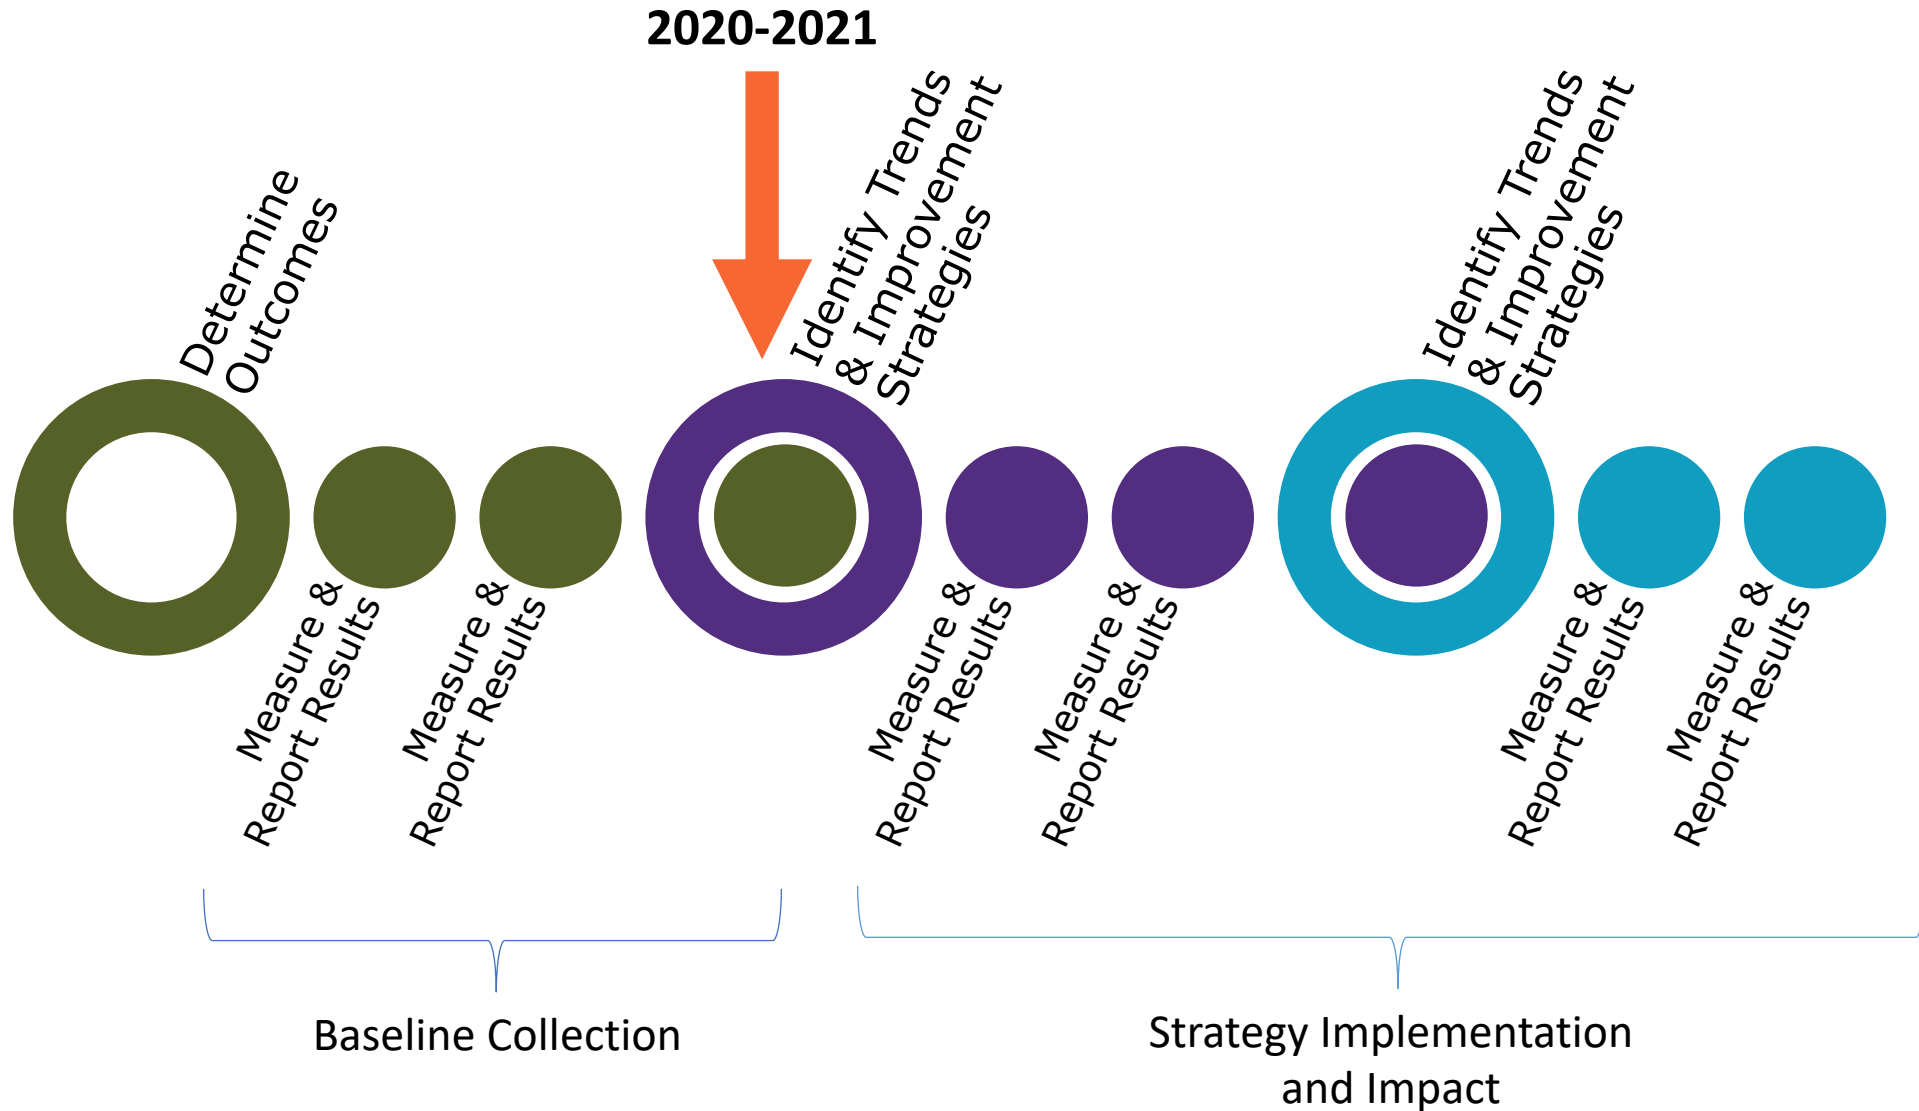 2020-2021
Determine
Outcomes
Identify Trends
& Improvement
Strategies
Identify Trends
& Improvement
Strategies
Measure &
Report Results
Measure &
Report Results
Measure &
Report Results
Measure &
Report Results
Measure &
Report Results
Measure &
Report Results
Baseline Collection
Strategy Implementation
and Impact